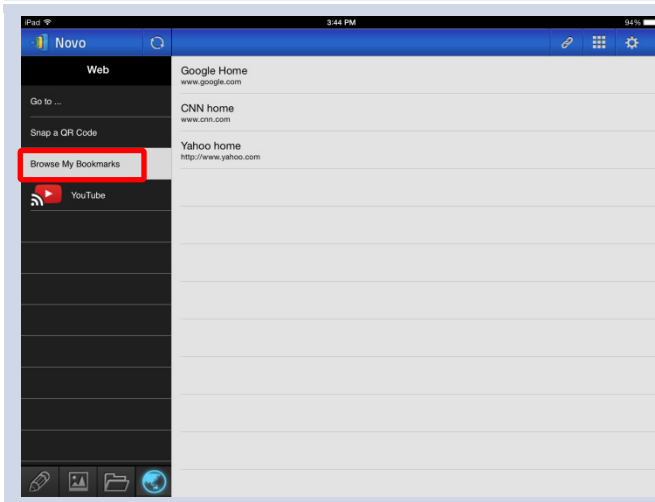 iPad 3:44 PM 94%
Novo
Web
Go to ...
Snap a QR Code
Browse My Bookmarks
YouTube
Google Home
www.google.com
CNN home
www.cnn.com
Yahoo home
http://www.yahoo.com